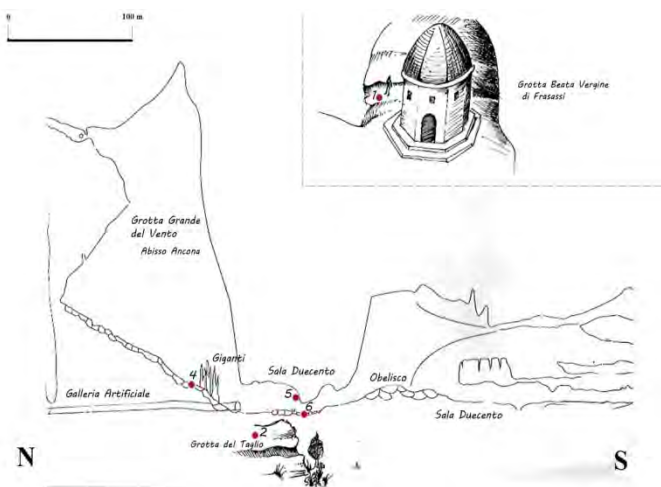 0
100 m
1
Grotta Beata Vergine
di Frasassi
Grotta Grande
del Vento
Abisso Ancona
4
Giganti
Sala Duecento
Obelisco
5
Galleria Artificiale
6
Sala Duecento
2
Grotta del Taglio
N
S